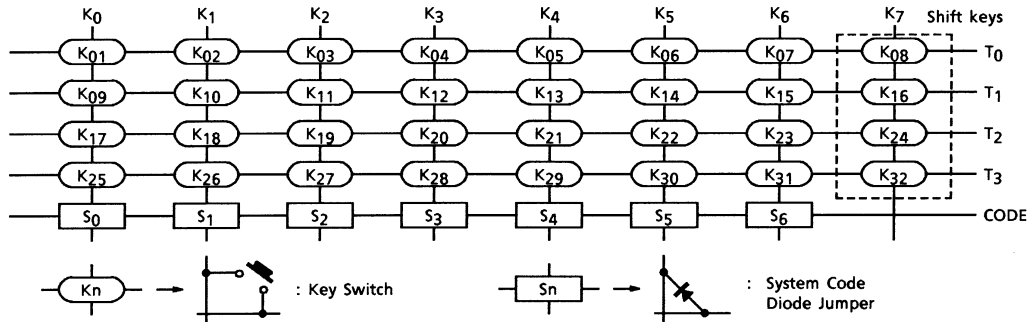 K0 K1 K2 K3 K4 K5 K6 K7 Shift keys
K01 K02 K03 K04 K05 K06 K07 K08 T0
K09 K10 K11 K12 K13 K14 K15 K16 T1
K17 K18 K19 K20 K21 K22 K23 K24 T2
K25 K26 K27 K28 K29 K30 K31 K32 T3
S0 S1 S2 S3 S4 S5 S6 CODE
Kn : Key Switch Sn : System Code
Diode Jumper